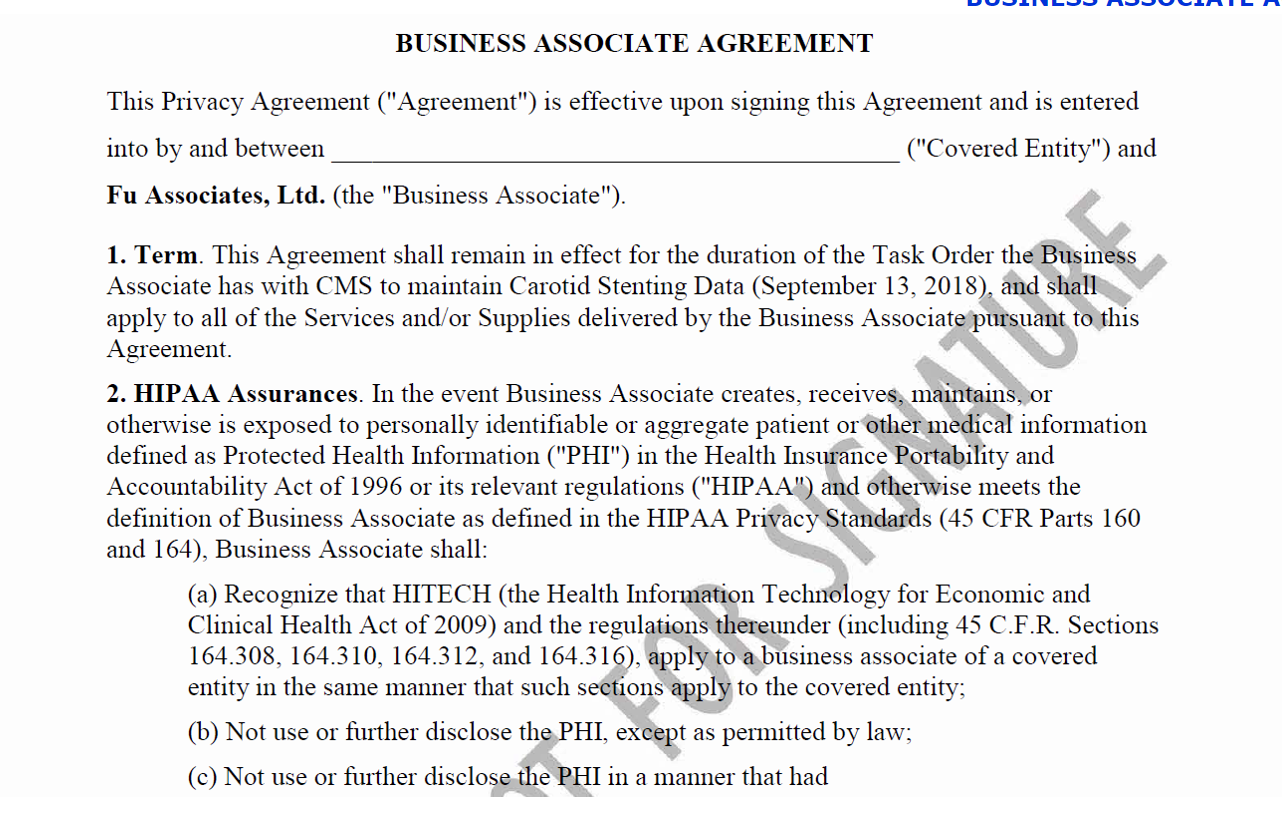 BUSINESS ASSOCIATE A
BUSINESS ASSOCIATE AGREEMENT
This Privacy Agreement ("Agreement") is effective upon signing this Agreement and is entered
into by and between ____________________ ("Covered Entity") and
Fu Associates, Ltd. (the "Business Associate").
1. Term. This Agreement shall remain in effect for the duration of the Task Order the Business
Associate has with CMS to maintain Carotid Stenting Data (September 13, 2018), and shall
apply to all of the Services and/or Supplies delivered by the Business Associate pursuant to this
Agreement.
2. HIPAA Assurances. In the event Business Associate creates, receives, maintains, or
otherwise is exposed to personally identifiable or aggregate patient or other medical information
defined as Protected Health Information ("PHI") in the Health Insurance Portability and
Accountability Act of 1996 or its relevant regulations ("HIPAA") and otherwise meets the
definition of Business Associate as defined in the HIPAA Privacy Standards (45 CFR Parts 160
and 164), Business Associate shall:
(a) Recognize that HITECH (the Health Information Technology for Economic and
Clinical Health Act of 2009) and the regulations thereunder (including 45 C.F.R. Sections
164.308, 164.310, 164.312, and 164.316), apply to a business associate of a covered
entity in the same manner that such sections apply to the covered entity;
(b) Not use or further disclose the PHI, except as permitted by law;
(c) Not use or further disclose the PHI in a manner that had
OT FOR SIGNATURE